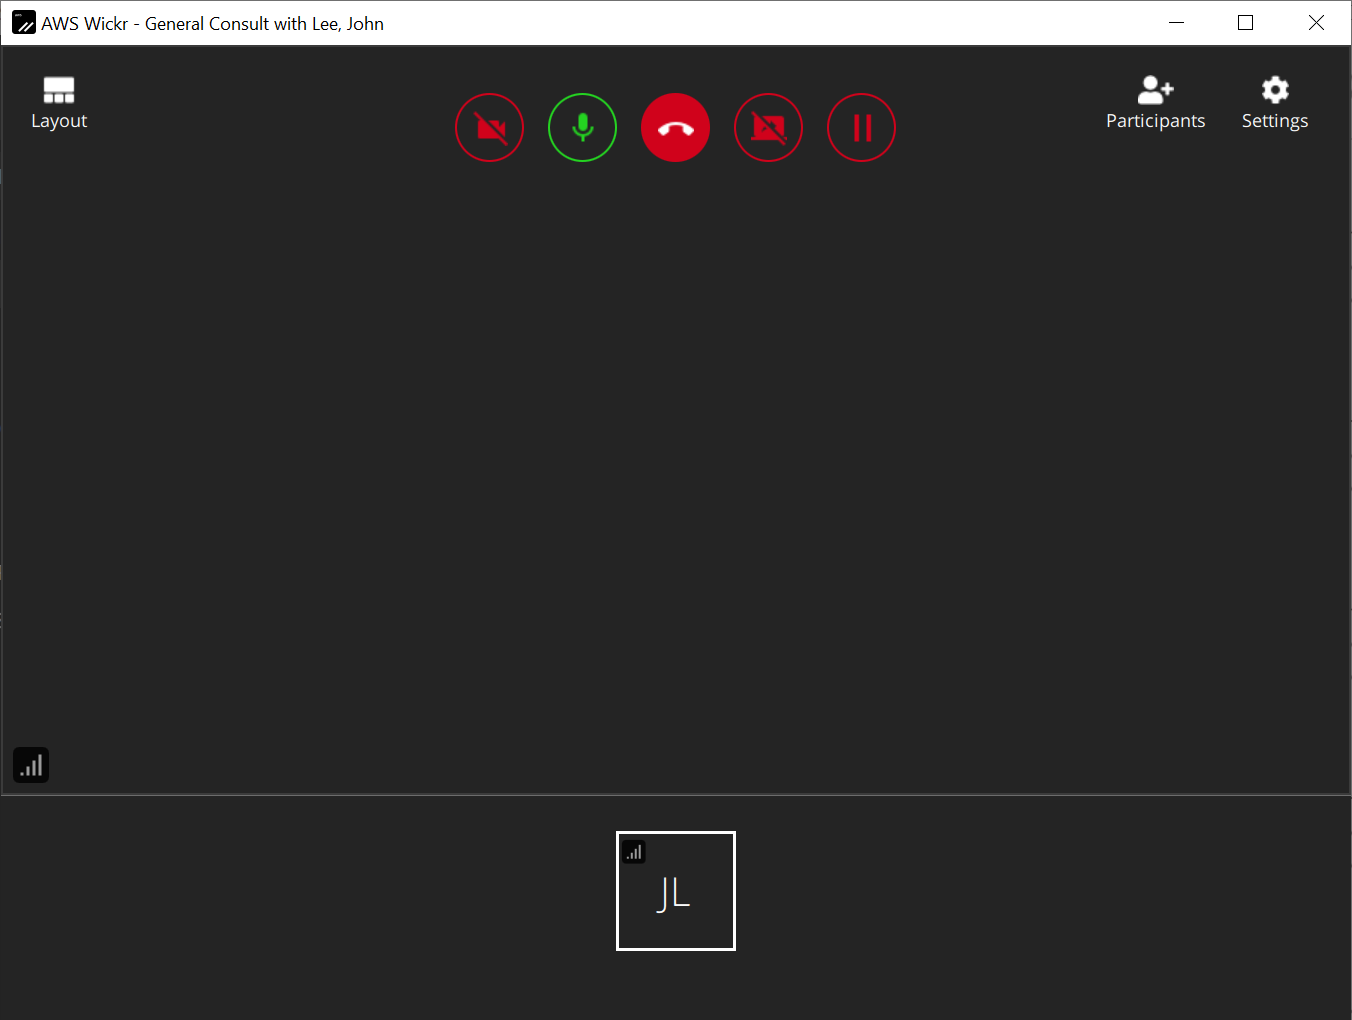 AWS Wickr - General Consult with Lee, John
Layout
Participants
Settings
JL